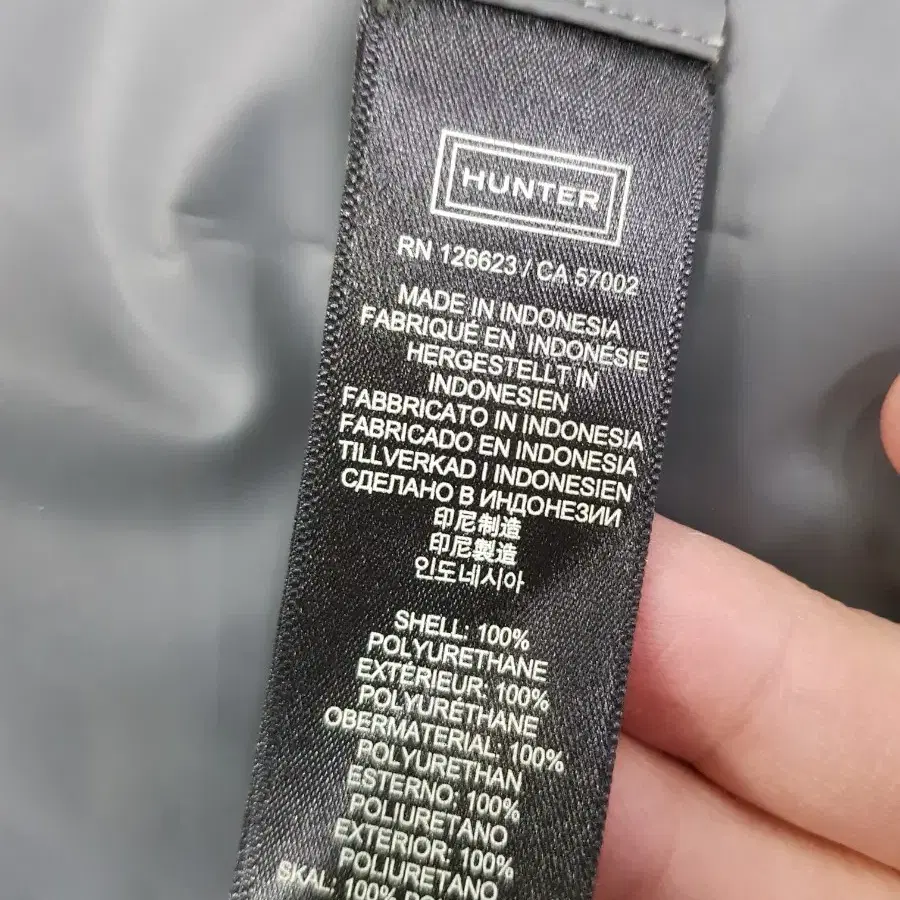 HUNTER
RN 126623 / CA 57002
MADE IN INDONESIA
FABRIQUÉ EN INDONÉSIE
HERGESTELLT IN
INDONESIEN
FABBRICATO IN INDONESIA
FABRICADO EN INDONESIA
TILLVERKAD I INDONESIEN
СДЕЛАНО В ИНДОНЕЗИИ
印尼制造
印尼製造
인도네시아
SHELL: 100%
POLYURETHANE
EXTÉRIEUR: 100%
POLYURÉTHANE
OBERMATERIAL: 100%
POLYURETHAN
ESTERNO: 100%
POLIURETANO
EXTERIOR: 100%
POLIURETANO
SKAL: 100%